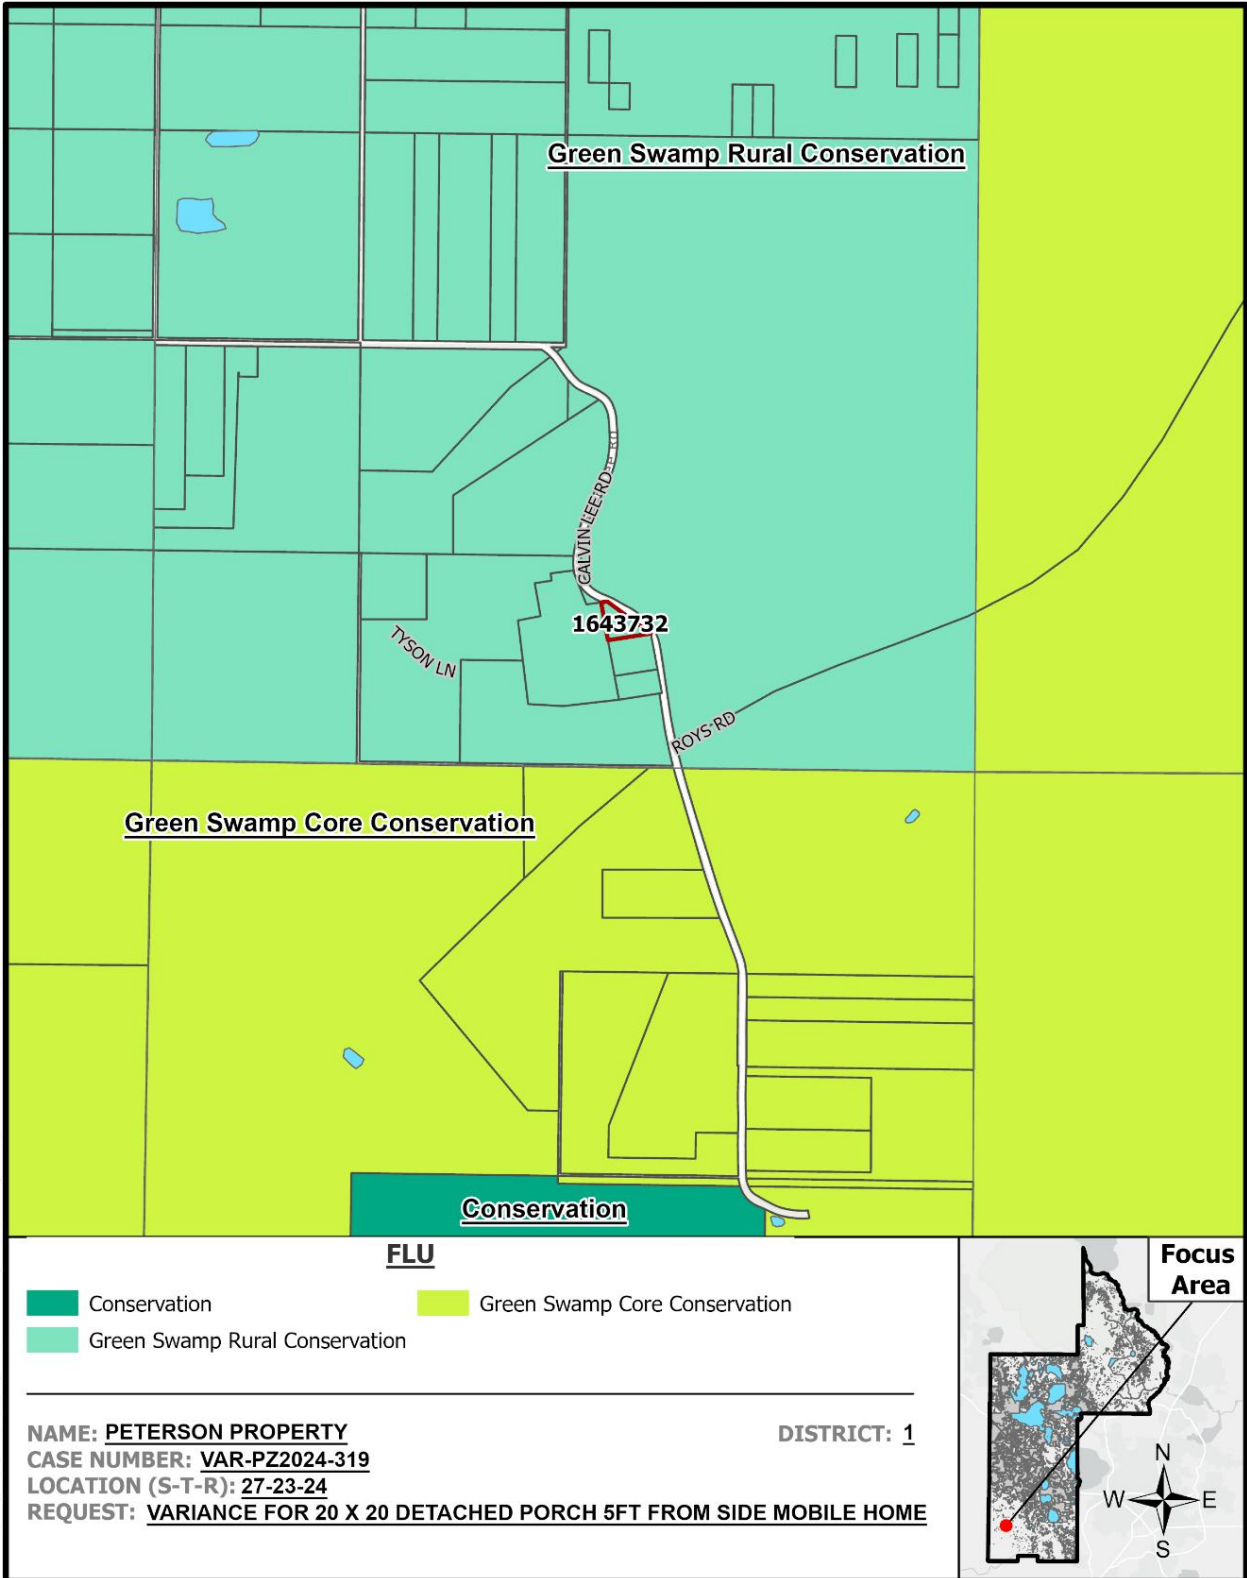 Green Swamp Rural Conservation
CALVIN LEE RD
1643732
TYSON LN
ROYS RD
Green Swamp Core Conservation
Conservation
FLU
Conservation
Green Swamp Core Conservation
Green Swamp Rural Conservation
NAME: PETERSON PROPERTY
DISTRICT: 1
CASE NUMBER: VAR-PZ2024-319
LOCATION (S-T-R): 27-23-24
REQUEST: VARIANCE FOR 20 X 20 DETACHED PORCH 5FT FROM SIDE MOBILE HOME
Focus
Area
N
W E
S